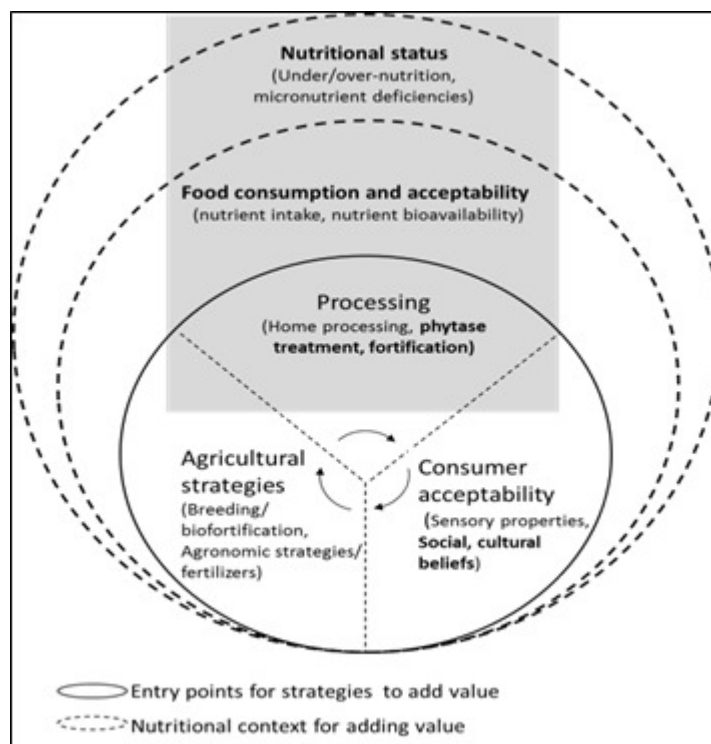 Nutritional status
(Under/over-nutrition,
micronutrient deficiencies)
Food consumption and acceptability
(nutrient intake, nutrient bioavailability)
Processing
(Home processing, phytase
treatment, fortification)
Agricultural
strategies
(Breeding/
biofortification,
Agronomic strategies/
fertilizers)
Consumer
acceptability
(Sensory properties,
Social, cultural
beliefs)
Entry points for strategies to add value
Nutritional context for adding value